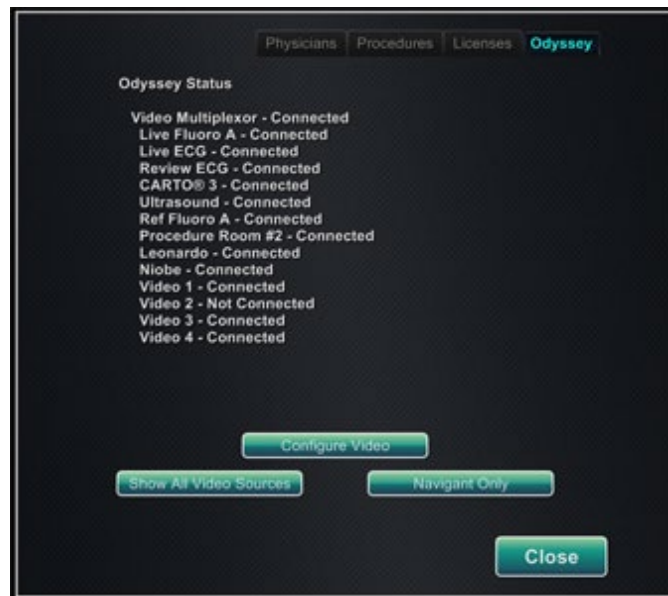 Physicians Procedures Licenses Odyssey
Odyssey Status
Video Multiplexor - Connected
Live Fluoro A - Connected
Live ECG - Connected
Review ECG - Connected
CARTO® 3 - Connected
Ultrasound - Connected
Ref Fluoro A - Connected
Procedure Room #2 - Connected
Leonardo - Connected
Niobe - Connected
Video 1 - Connected
Video 2 - Not Connected
Video 3 - Connected
Video 4 - Connected
Configure Video
Show All Video Sources Navigant Only
Close